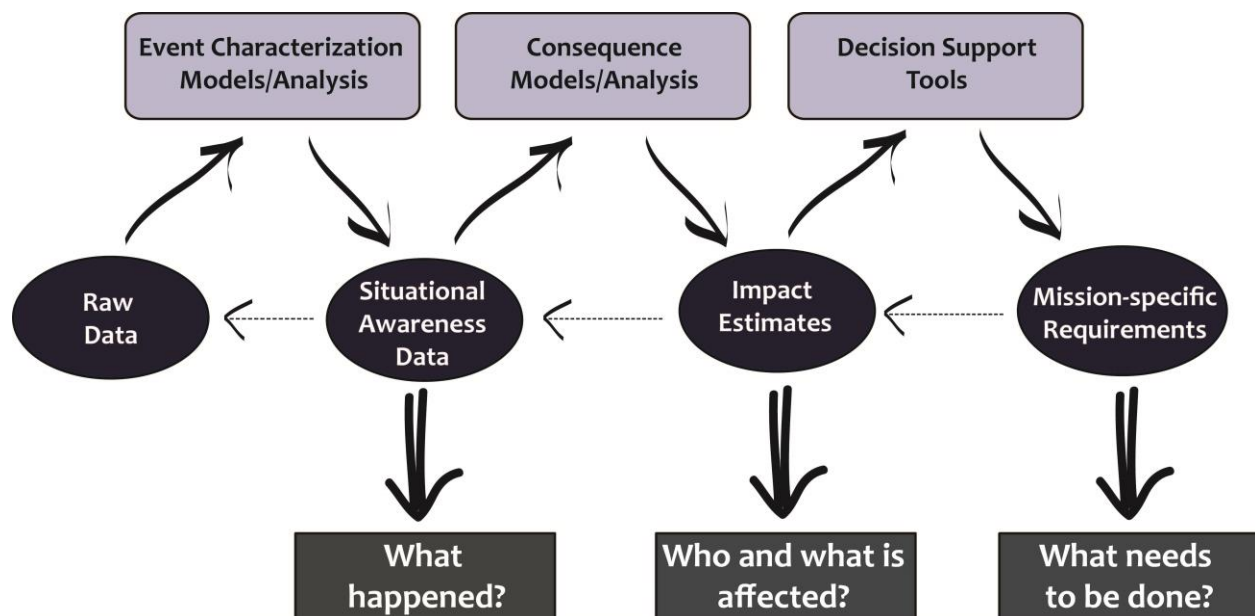 Event Characterization
Models/Analysis
Consequence
Models/Analysis
Decision Support
Tools
Raw
Data
Situational
Awareness
Data
Impact
Estimates
Mission-specific
Requirements
What
happened?
Who and what is
affected?
What needs
to be done?